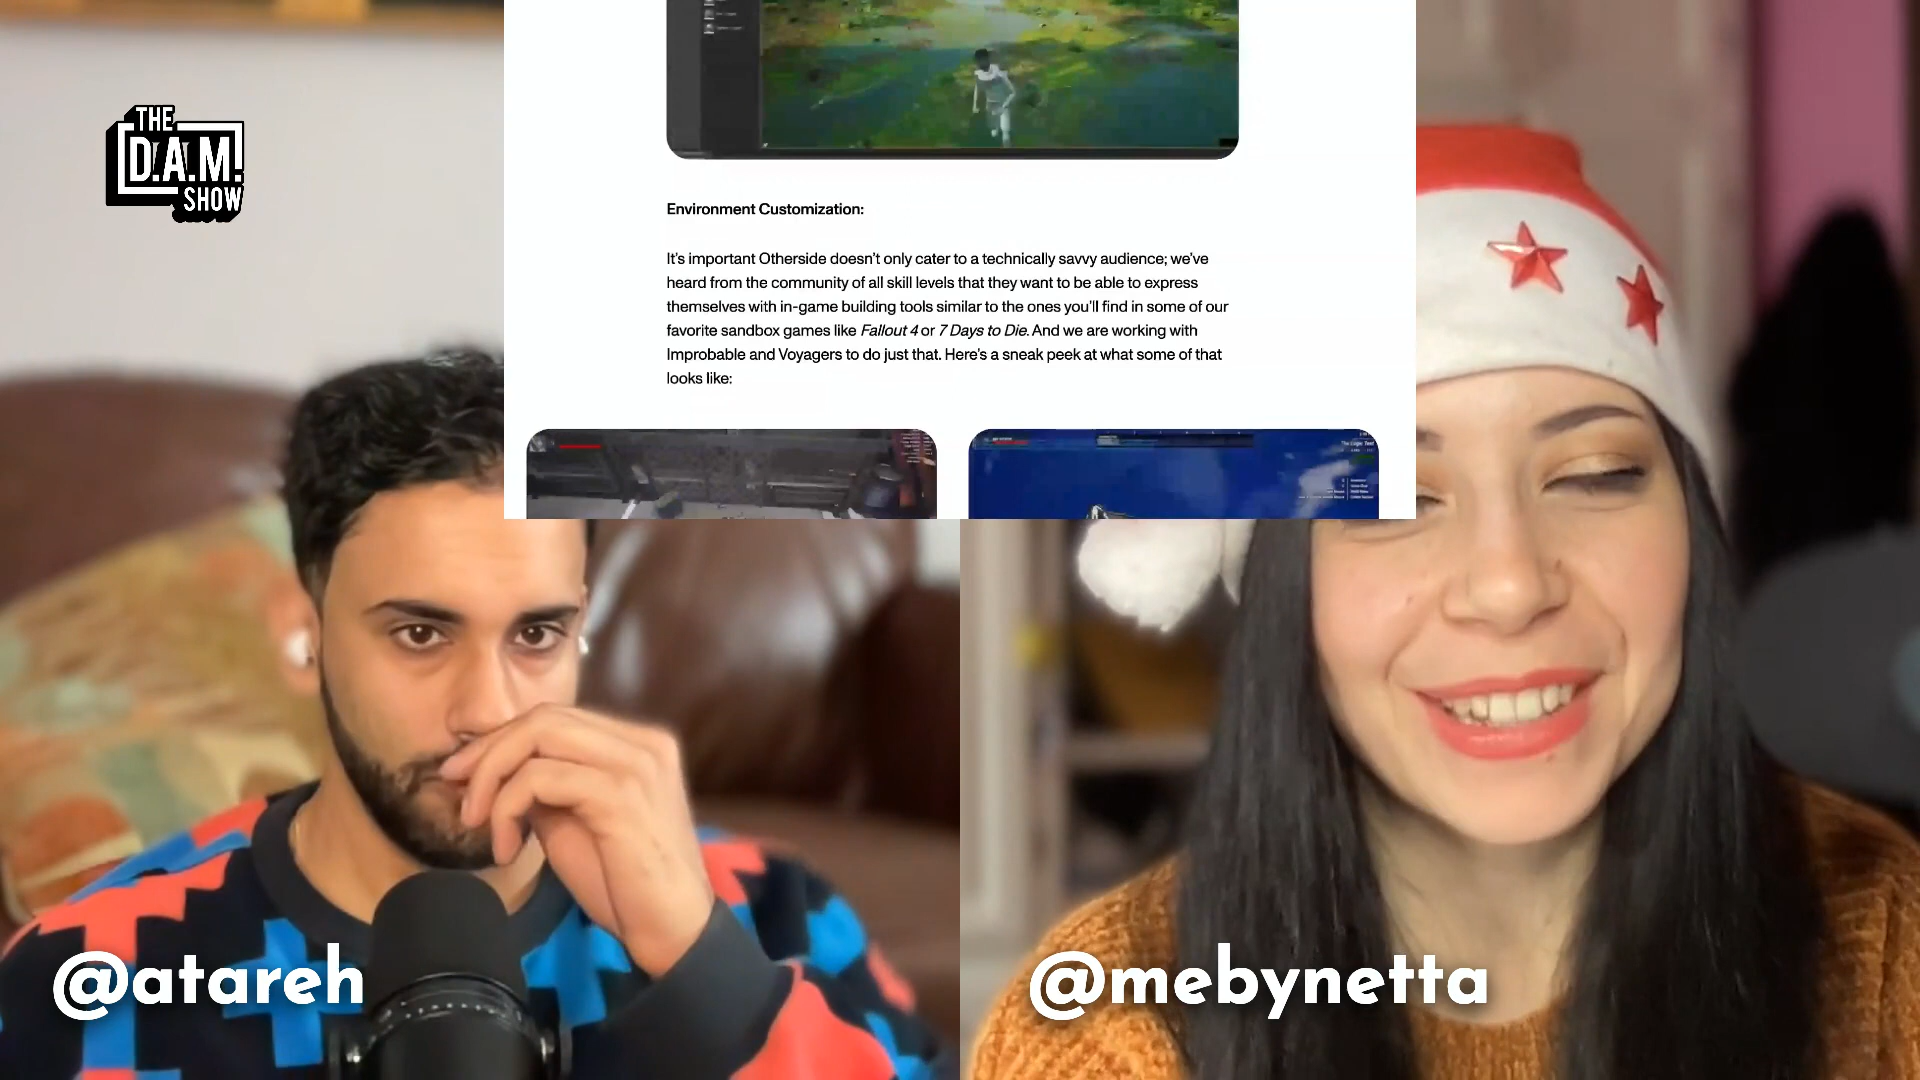 THE
D.A.M!
SHOW
Environment Customization:
It's important Otherside doesn't only cater to a technically savvy audience; we've
heard from the community of all skill levels that they want to be able to express
themselves with in-game building tools similar to the ones you'll find in some of our
favorite sandbox games like Fallout 4 or 7 Days to Die. And we are working with
Improbable and Voyagers to do just that. Here's a sneak peek at what some of that
looks like:
@atareh
@mebynetta